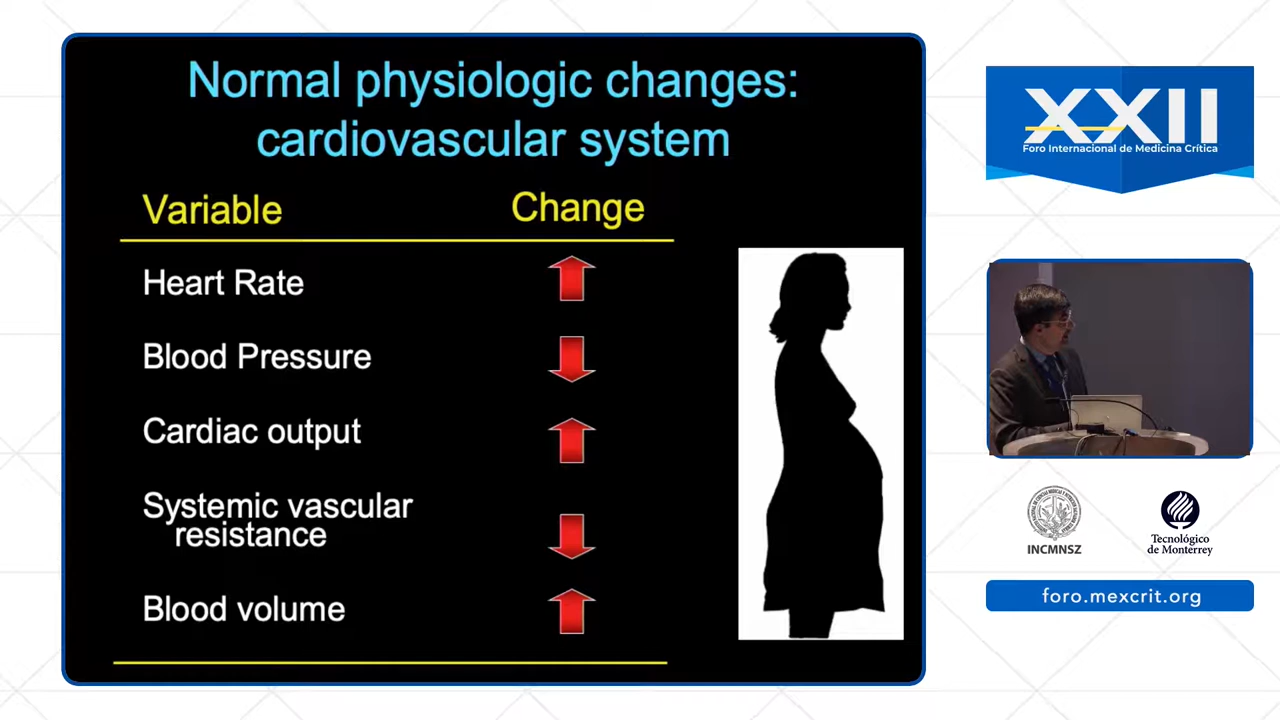 Normal physiologic changes:
cardiovascular system
Variable
Change
Heart Rate
Blood Pressure
Cardiac output
Systemic vascular
resistance
Blood volume
XXII
Foro Internacional de Medicina Crítica
INCMNSZ
Tecnológico
de Monterrey
foro.mexcrit.org